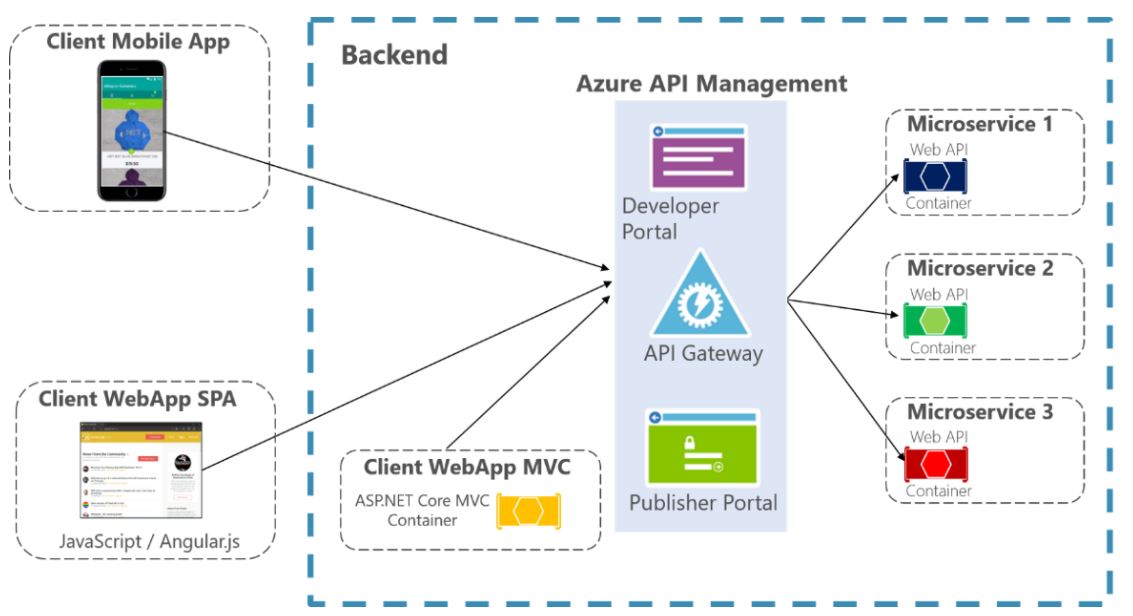 Client Mobile App
Backend
Azure API Management
Developer
Portal
API Gateway
Publisher Portal
Microservice 1
Web API
Container
Microservice 2
Web API
Container
Microservice 3
Web API
Container
Client WebApp SPA
JavaScript / Angular.js
Client WebApp MVC
ASP.NET Core MVC
Container